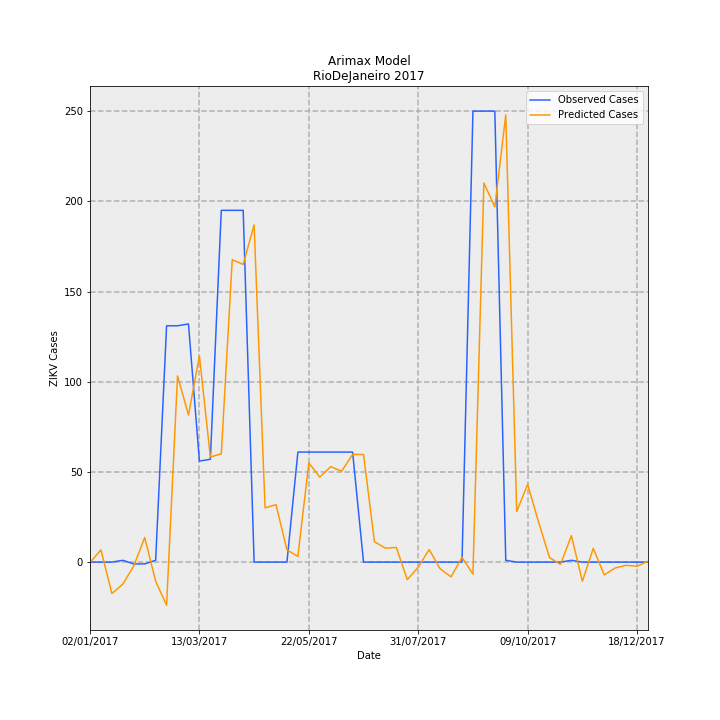 Arimax Model
RioDeJaneiro 2017
Observed Cases
Predicted Cases
250
200
150
100
50
0
ZIKV Cases
02/01/2017
13/03/2017
22/05/2017
31/07/2017
09/10/2017
18/12/2017
Date